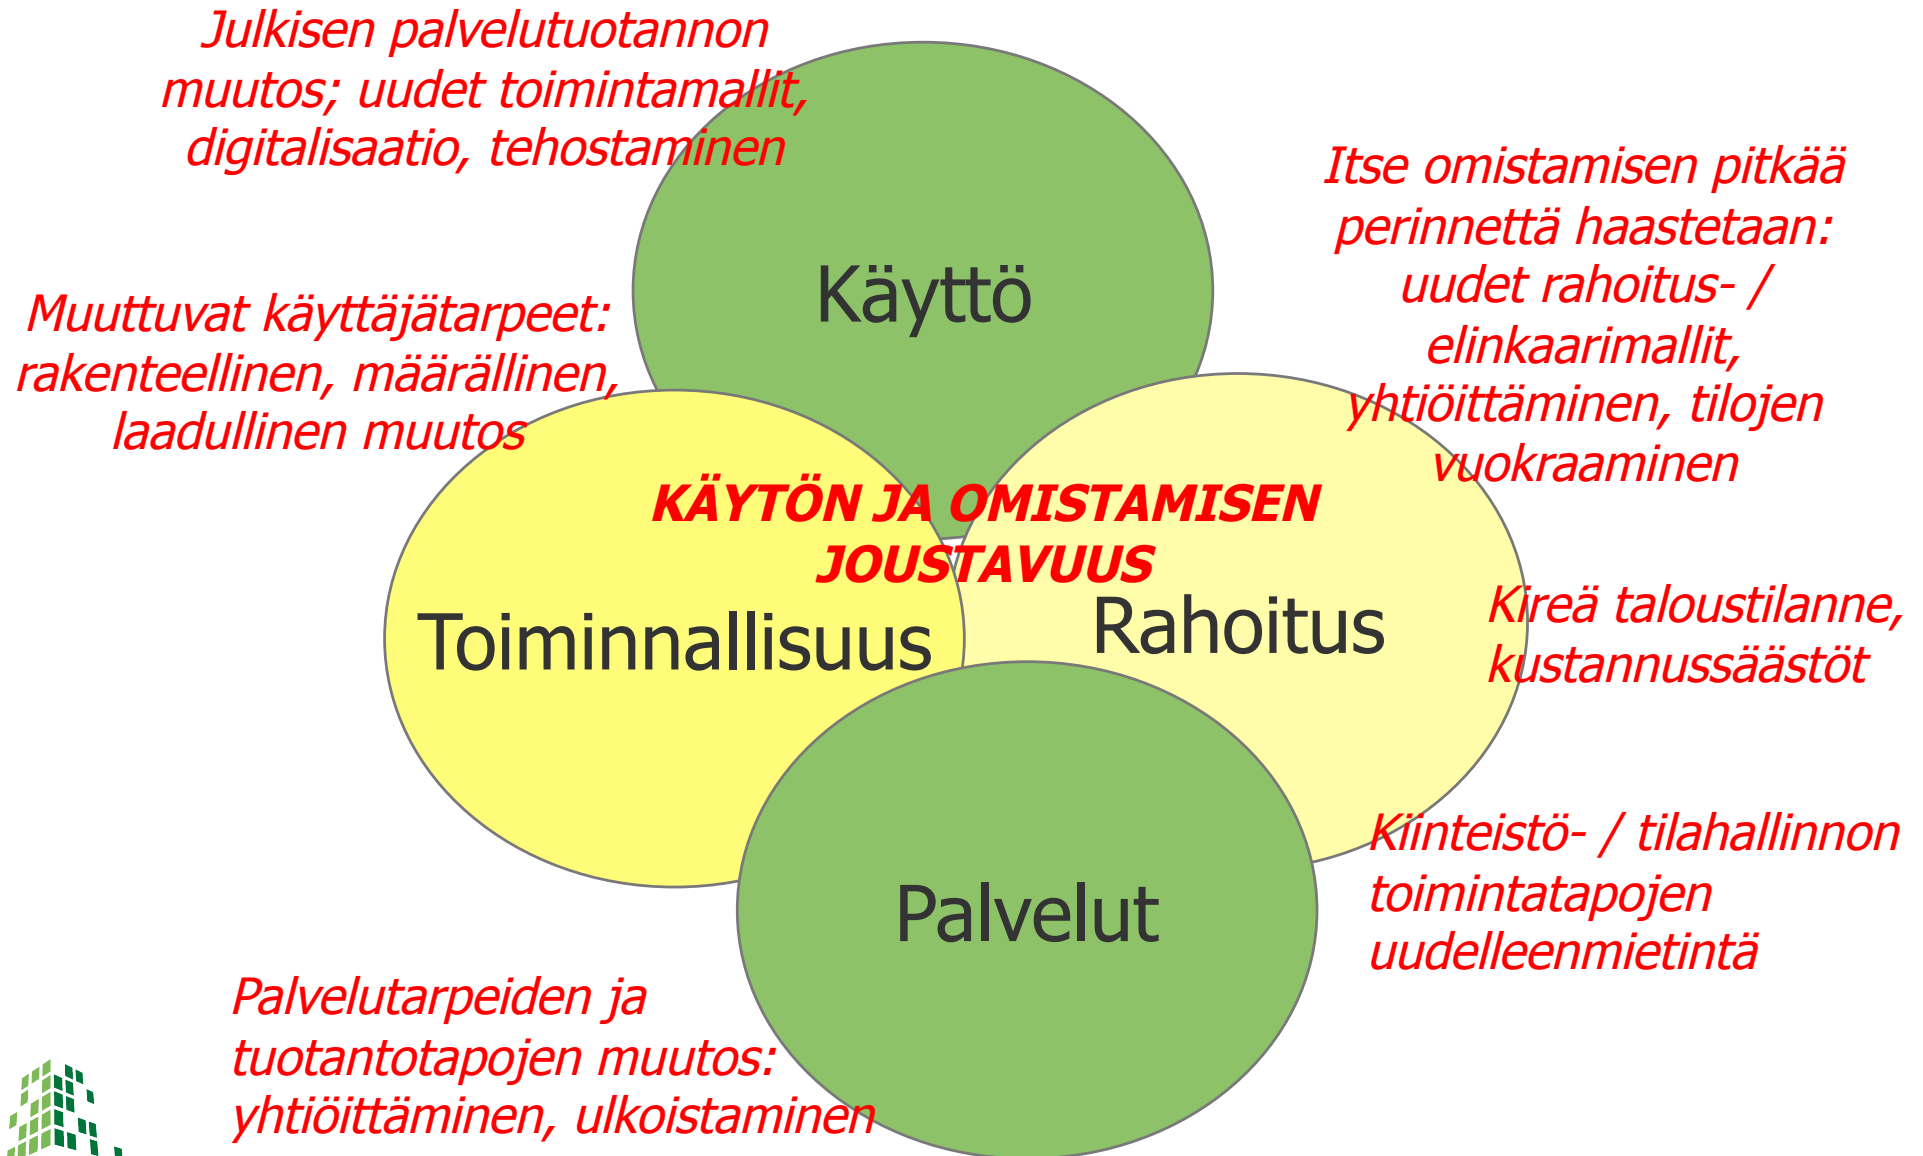 Julkisen palvelutuotannon
muutos; uudet toimintamallit,
digitalisaatio, tehostaminen
Itse omistamisen pitkää
perinnettä haastetaan:
uudet rahoitus- /
elinkaarimallit,
yhtiöittäminen, tilojen
vuokraaminen
Käyttö
Muuttuvat käyttäjätarpeet:
rakenteellinen, määrällinen,
laadullinen muutos
KÄYTÖN JA OMISTAMISEN
JOUSTAVUUS
Toiminnallisuus
Rahoitus
Kireä taloustilanne,
kustannussäästöt
Kiinteistö- / tilahallinnon
toimintatapojen
uudelleenmietintä
Palvelut
Palvelutarpeiden ja
tuotantotapojen muutos:
yhtiöittäminen, ulkoistaminen